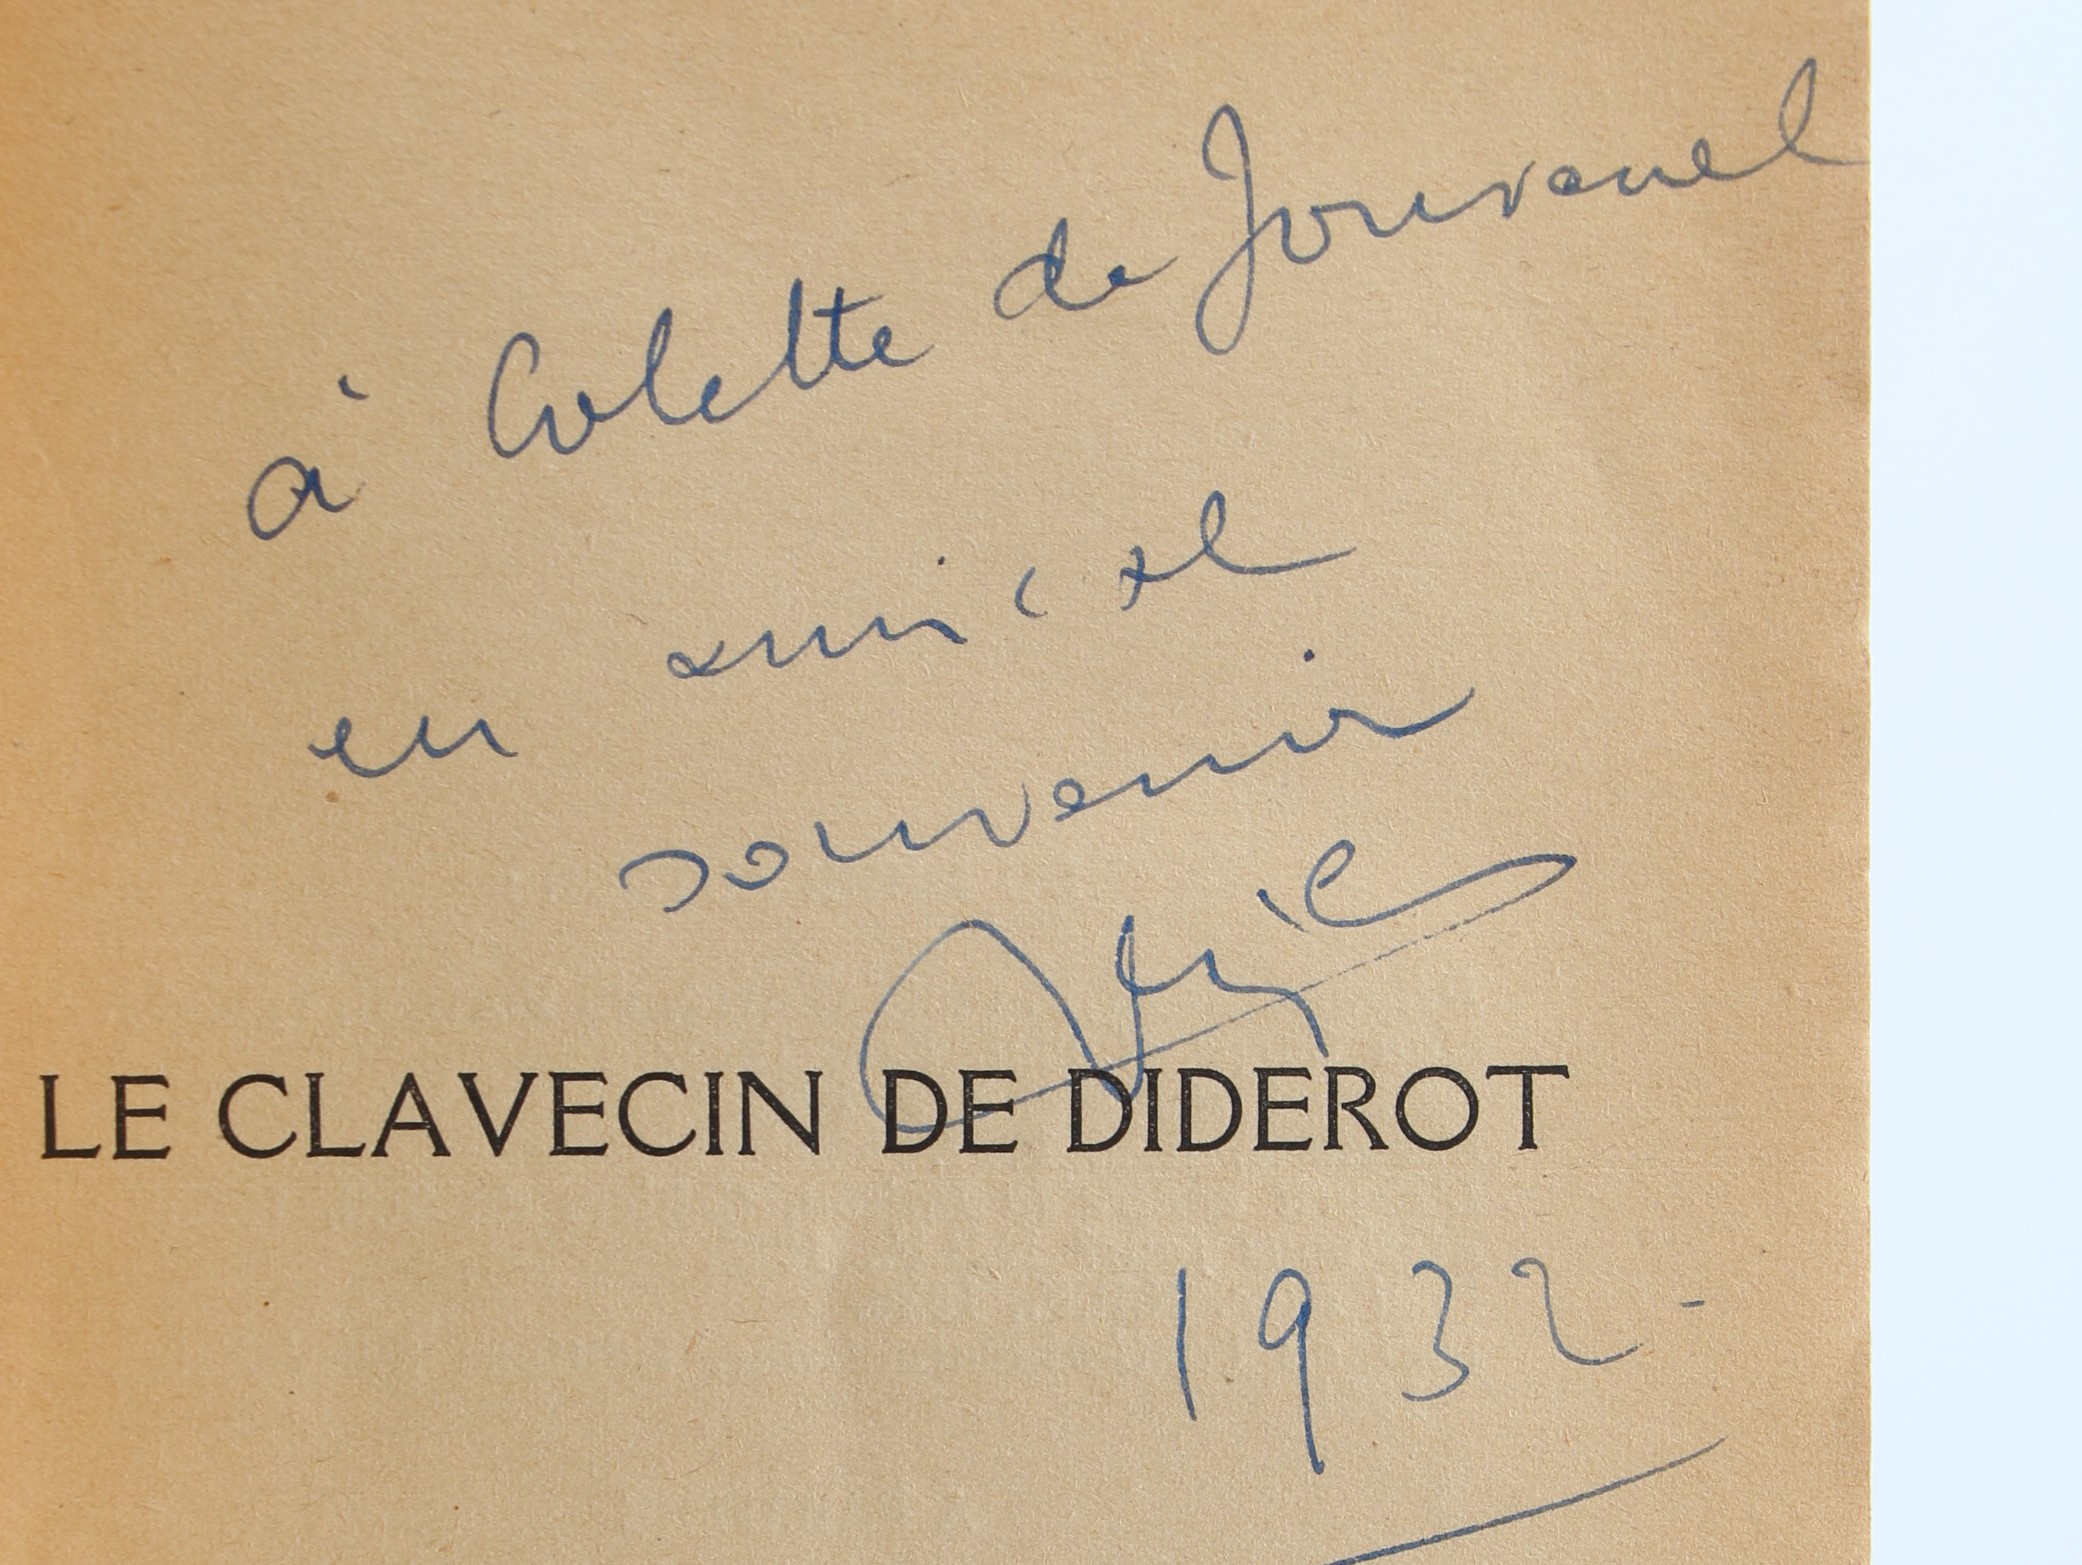 à Colette de Jouvenel
en amical
souvenir
LE CLAVECIN DE DIDEROT
1932-